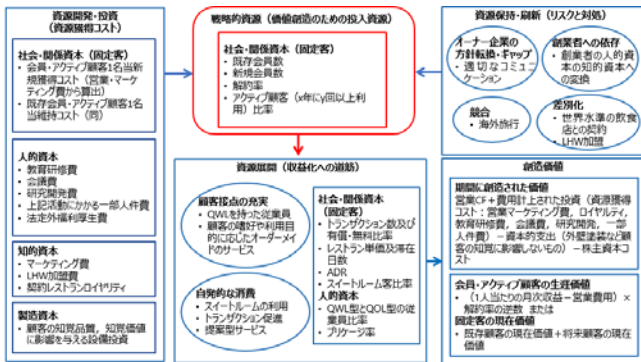 資源開発・投資
（資源獲得コスト）
社会・関係資本（固定客）
• 会員・アクティブ顧客1名当新
規獲得コスト（営業・マーケ
ティング費から算出）
• 既存会員・アクティブ顧客1名
当維持コスト（同）
人的資本
• 教育研修費
• 会議費
• 研究開発費
• 上記活動にかかる一部人件費
• 法定外福利厚生費
知的資本
• マーケティング費
• LHW加盟費
• 契約レストランロイヤリティ
製造資本
• 顧客の知覚品質，知覚価値
に影響を与える設備投資
戦略的資源（価値創造のための投入資源）
社会・関係資本（固定客）
• 既存会員数
• 新規会員数
• 解約率
• アクティブ顧客（x年にy回以上利
用）比率
資源保持・刷新（リスクと対処）
オーナー企業の
方針転換・ギャップ
• 適切なコミュニ
ケーション
創業者への依存
• 創業者の人的資
本の知的資本へ
の変換
競合
• 海外旅行
差別化
• 世界水準の飲食
店との契約
• LHW加盟
資源展開（収益化への道筋）
顧客接点の充実
• QWLを持った従業員
• 顧客の嗜好や利用目
的に応じたオーダーメイ
ドのサービス
自発的な消費
• スイートルームの利用
• トランザクション促進
• 提案型サービス
社会・関係資本
（固定客）
• トランザクション数及び
有償・無料比率
• レストラン単価及滞在
日数
• ADR
• スイートルーム客比率
人的資本
• QWL型とQOL型の従
業員比率
• ブリケージ率
創造価値
期間に創造された価値
営業CF＋費用計上された投資（資源獲得
コスト：営業マーケティング費，ロイヤルティ，
教育研修費，会議費，研究開発，一部
人件費）－資本的支出（外壁塗装など
顧客の知覚に影響しないもの）－株主資本コ
スト
会員・アクティブ顧客の生涯価値
• （1人当たりの月次収益－営業費用）×
解約率の逆数 または
固定客の現在価値
• 既存顧客の現在価値＋将来顧客の現
在価値